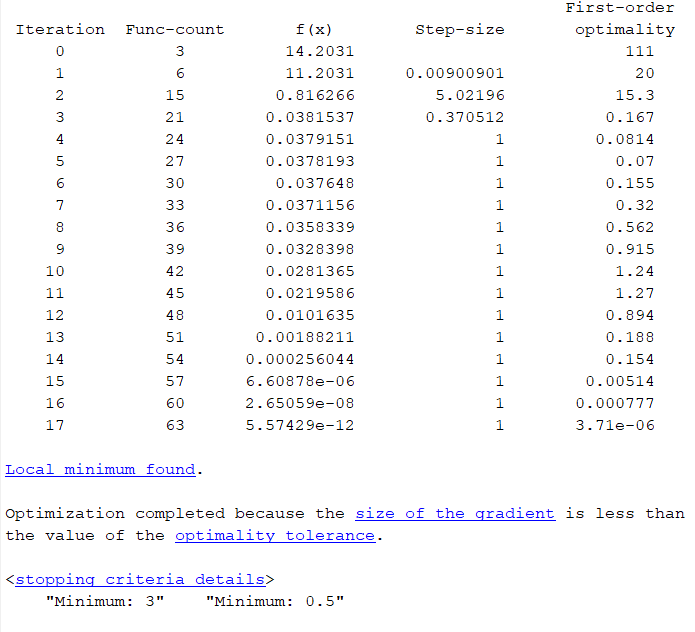 First-order
Iteration Func-count f(x) Step-size optimality
0 3 14.2031 111
1 6 11.2031 0.00900901 20
2 15 0.816266 5.02196 15.3
3 21 0.0381537 0.370512 0.167
4 24 0.0379151 1 0.0814
5 27 0.0378193 1 0.07
6 30 0.037648 1 0.155
7 33 0.0371156 1 0.32
8 36 0.0358339 1 0.562
9 39 0.0328398 1 0.915
10 42 0.0281365 1 1.24
11 45 0.0219586 1 1.27
12 48 0.0101635 1 0.894
13 51 0.00188211 1 0.188
14 54 0.000256044 1 0.154
15 57 6.60878e-06 1 0.00514
16 60 2.65059e-08 1 0.000777
17 63 5.57429e-12 1 3.71e-06
Local minimum found.
Optimization completed because the size of the gradient is less than
the value of the optimality tolerance.
<stopping criteria details>
"Minimum: 3" "Minimum: 0.5"